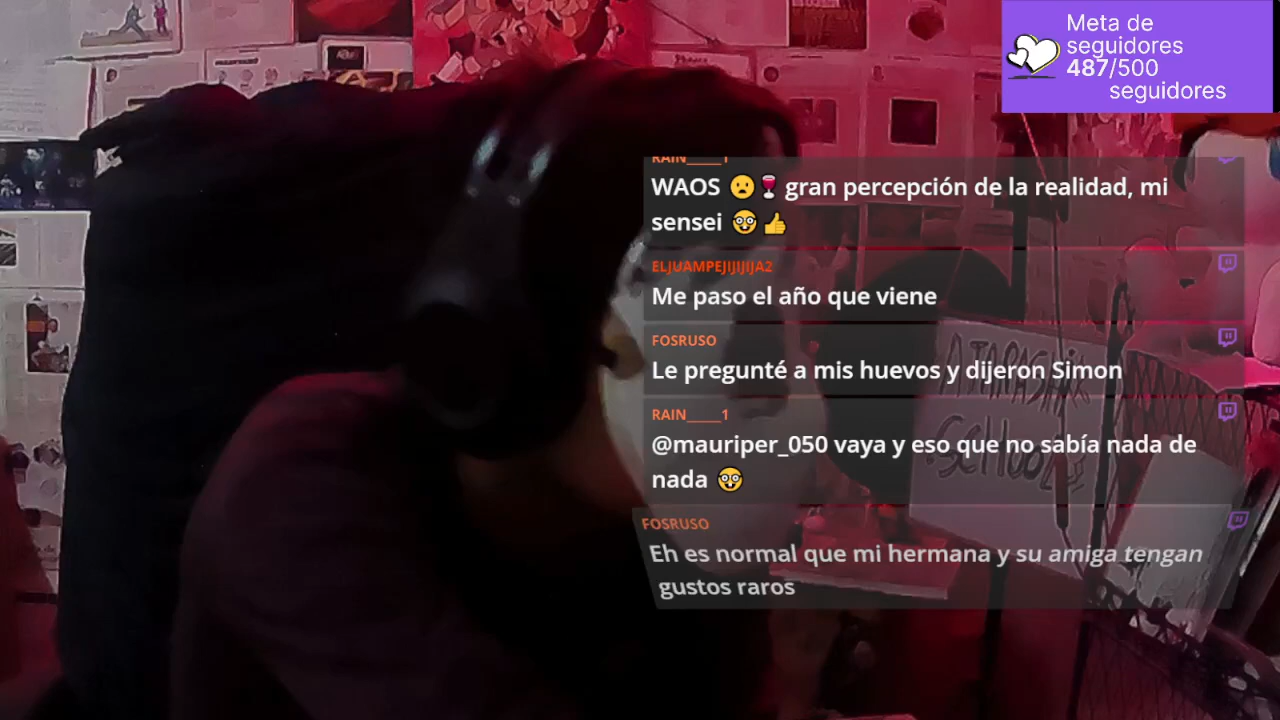 Meta de
seguidores
487/500
seguidores
RAIN_____1
WAOS 😦🍷 gran percepción de la realidad, mi
sensei 🤓👍
ELJUAMPEJIJIJIJA2
Me paso el año que viene
FOSRUSO
Le pregunté a mis huevos y dijeron Simon
RAIN_____1
@mauriper_050 vaya y eso que no sabía nada de
nada 🤓
FOSRUSO
Eh es normal que mi hermana y su amiga tengan
gustos raros